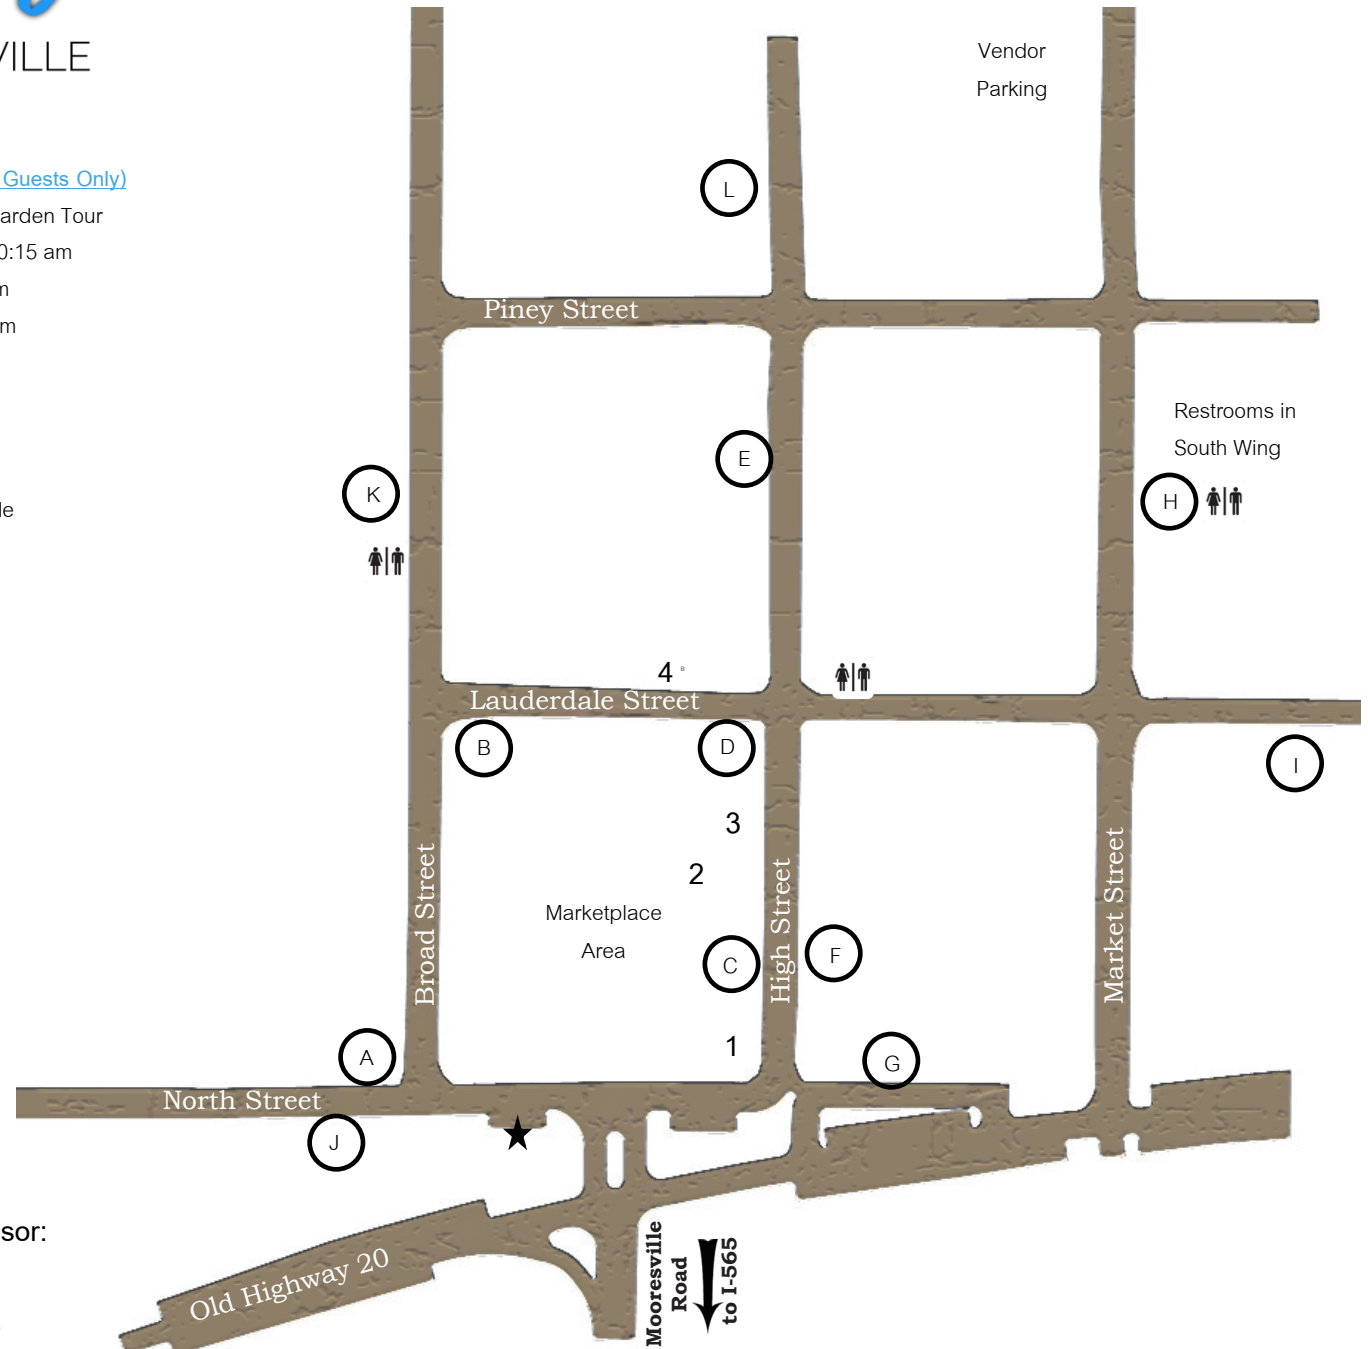 VILLE
Guests Only)
arden Tour
0:15 am
m
m
le
sor:
Vendor
Parking
L
Piney Street
Restrooms in
South Wing
E
K
H
4 B
Lauderdale Street
B
D
I
3
2
Marketplace
Area
Broad Street
High Street
Market Street
C
F
1
A
G
North Street
J
Old Highway 20
Mooresville
Road
to I-565